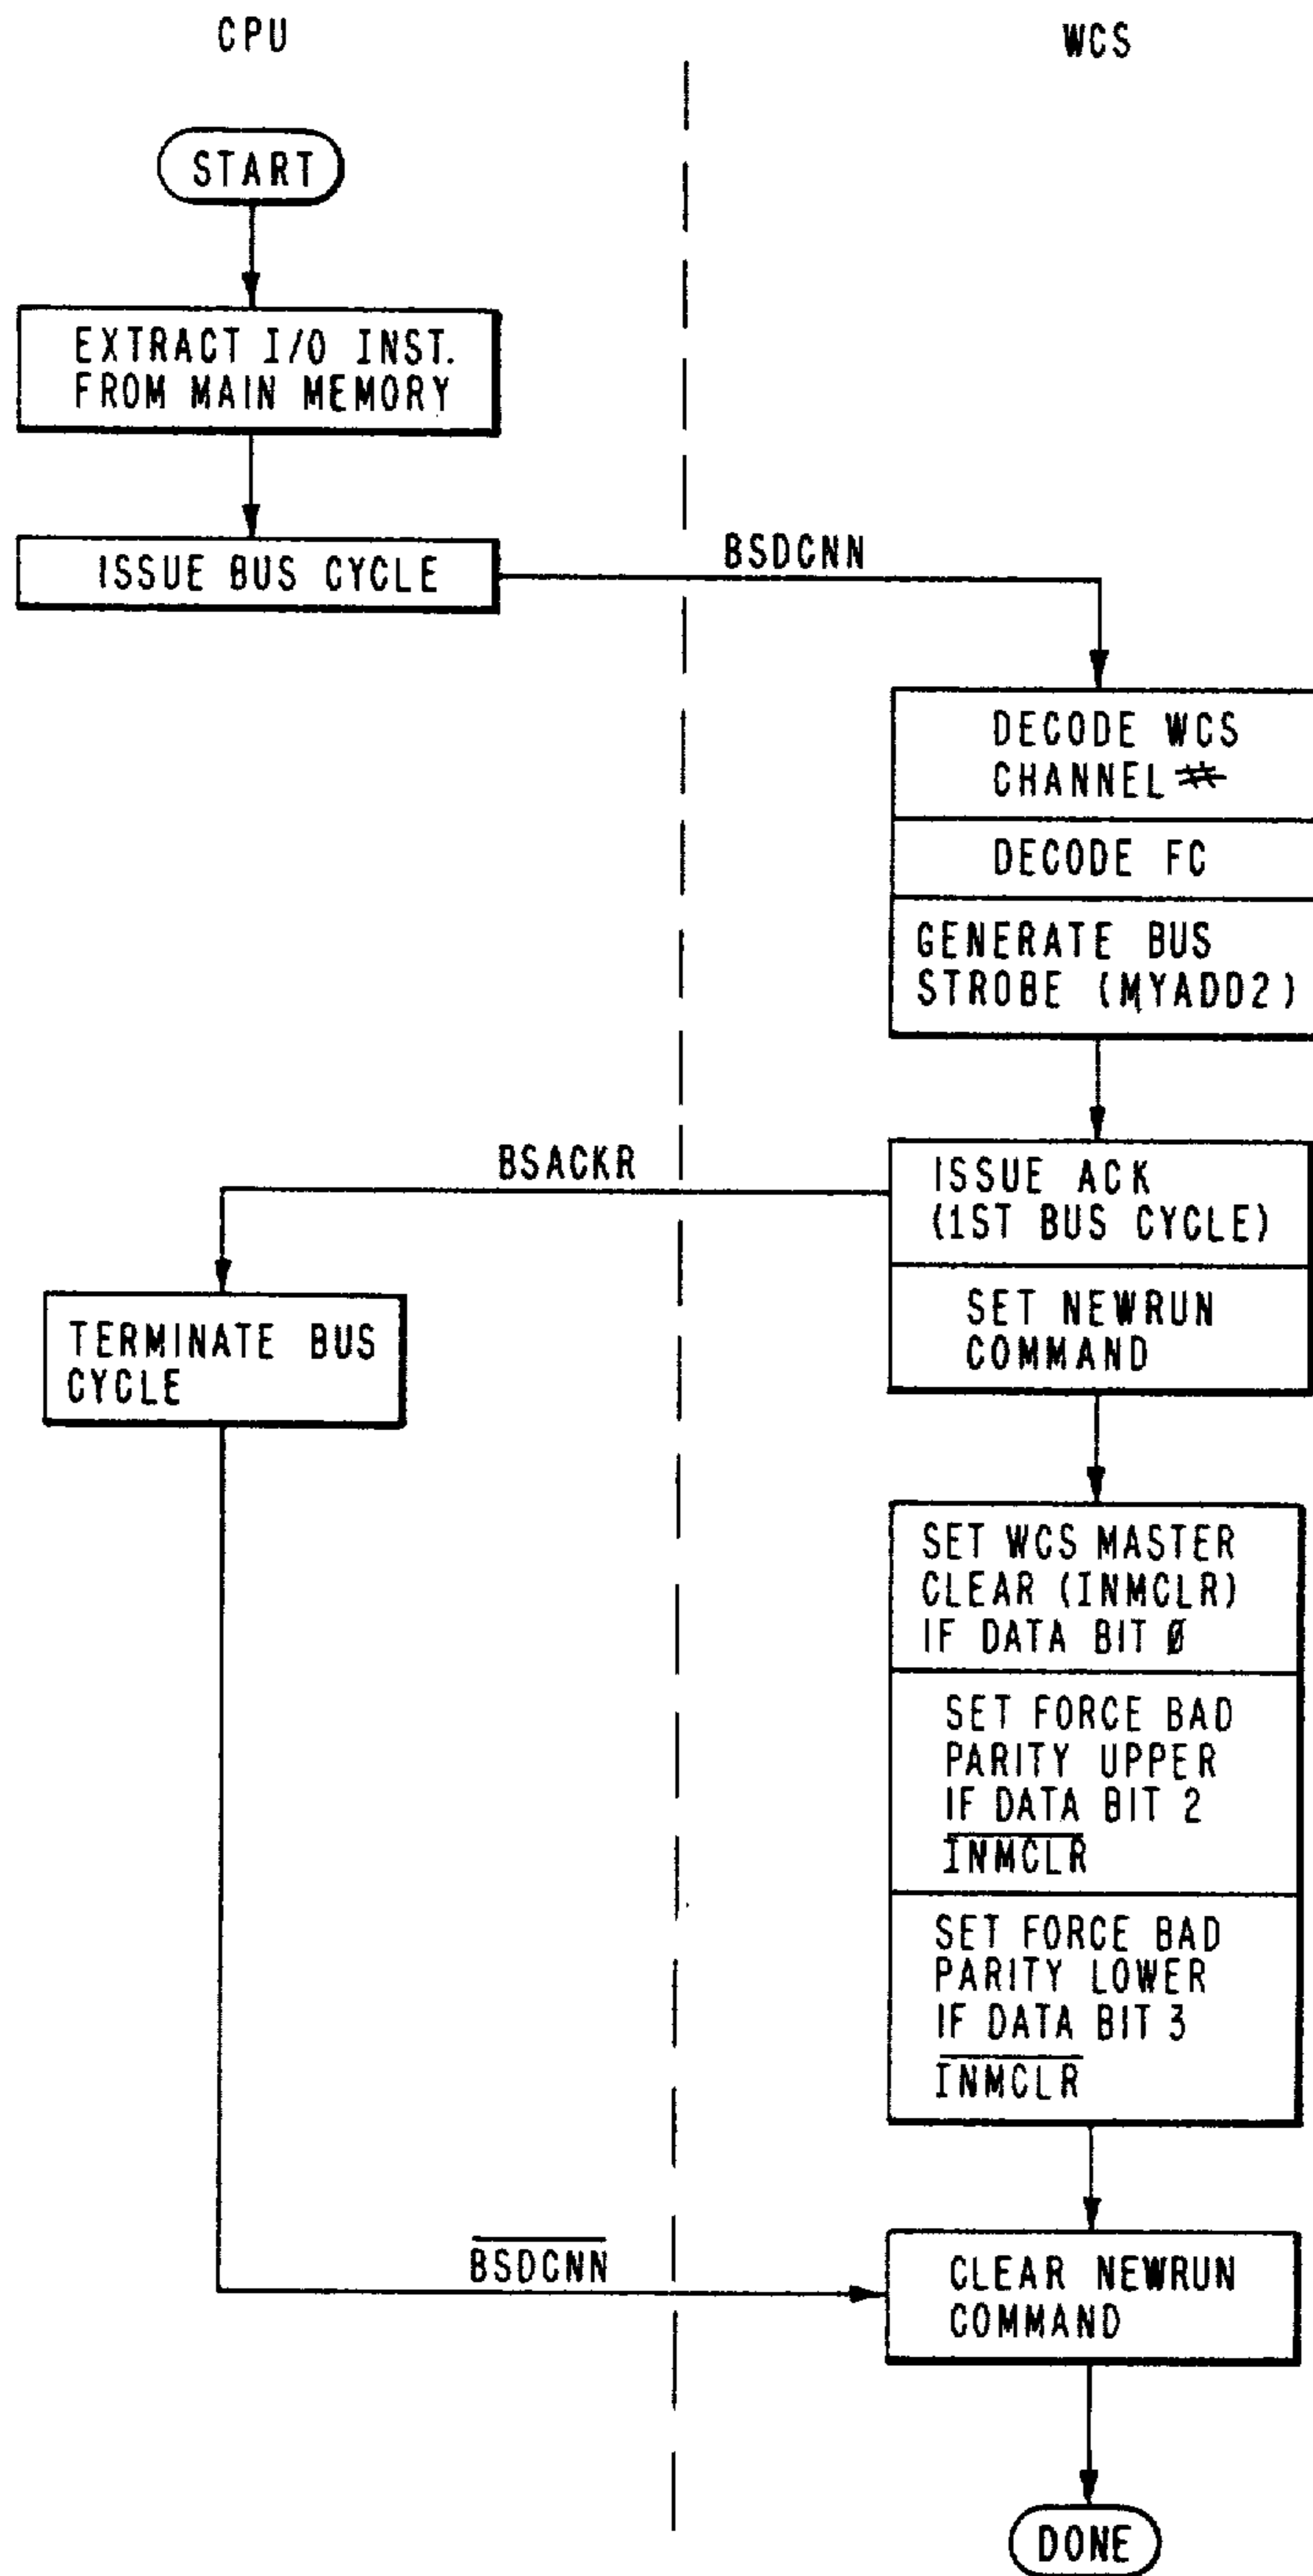 CPU
WCS
START
EXTRACT I/O INST.
FROM MAIN MEMORY
ISSUE BUS CYCLE
BSDCNN
DECODE WCS
CHANNEL #
DECODE FC
GENERATE BUS
STROBE (MYADD2)
BSACKR
ISSUE ACK
(1ST BUS CYCLE)
SET NEWRUN
COMMAND
TERMINATE BUS
CYCLE
SET WCS MASTER
CLEAR (INMCLR)
IF DATA BIT Ø
SET FORCE BAD
PARITY UPPER
IF DATA BIT 2
I̅N̅M̅C̅L̅R̅
SET FORCE BAD
PARITY LOWER
IF DATA BIT 3
I̅N̅M̅C̅L̅R̅
B̅S̅D̅C̅N̅N̅
CLEAR NEWRUN
COMMAND
DONE